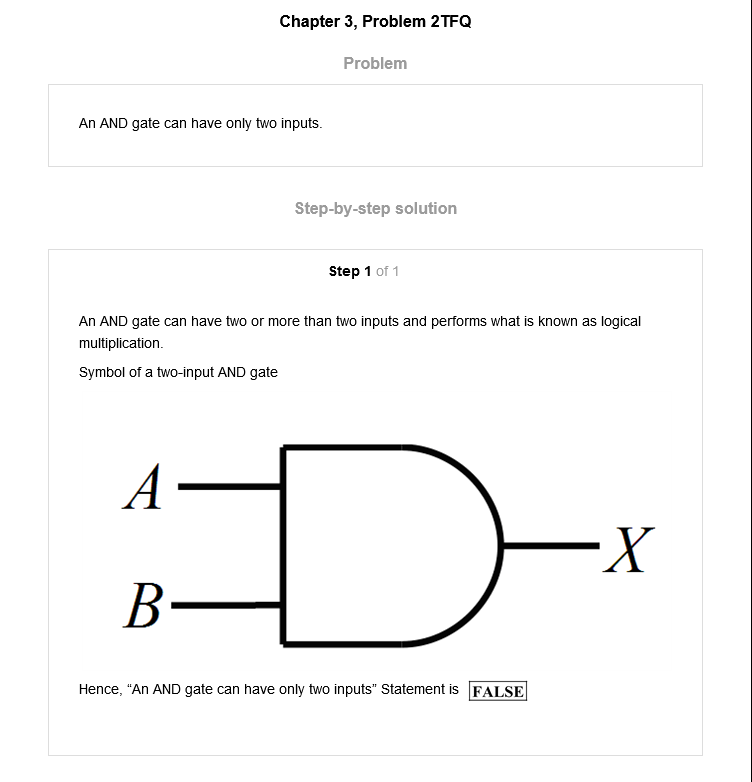 Chapter 3, Problem 2TFQ
Problem
An AND gate can have only two inputs.
Step-by-step solution
Step 1 of 1
An AND gate can have two or more than two inputs and performs what is known as logical
multiplication.
Symbol of a two-input AND gate
A
X
B
Hence, “An AND gate can have only two inputs” Statement is FALSE